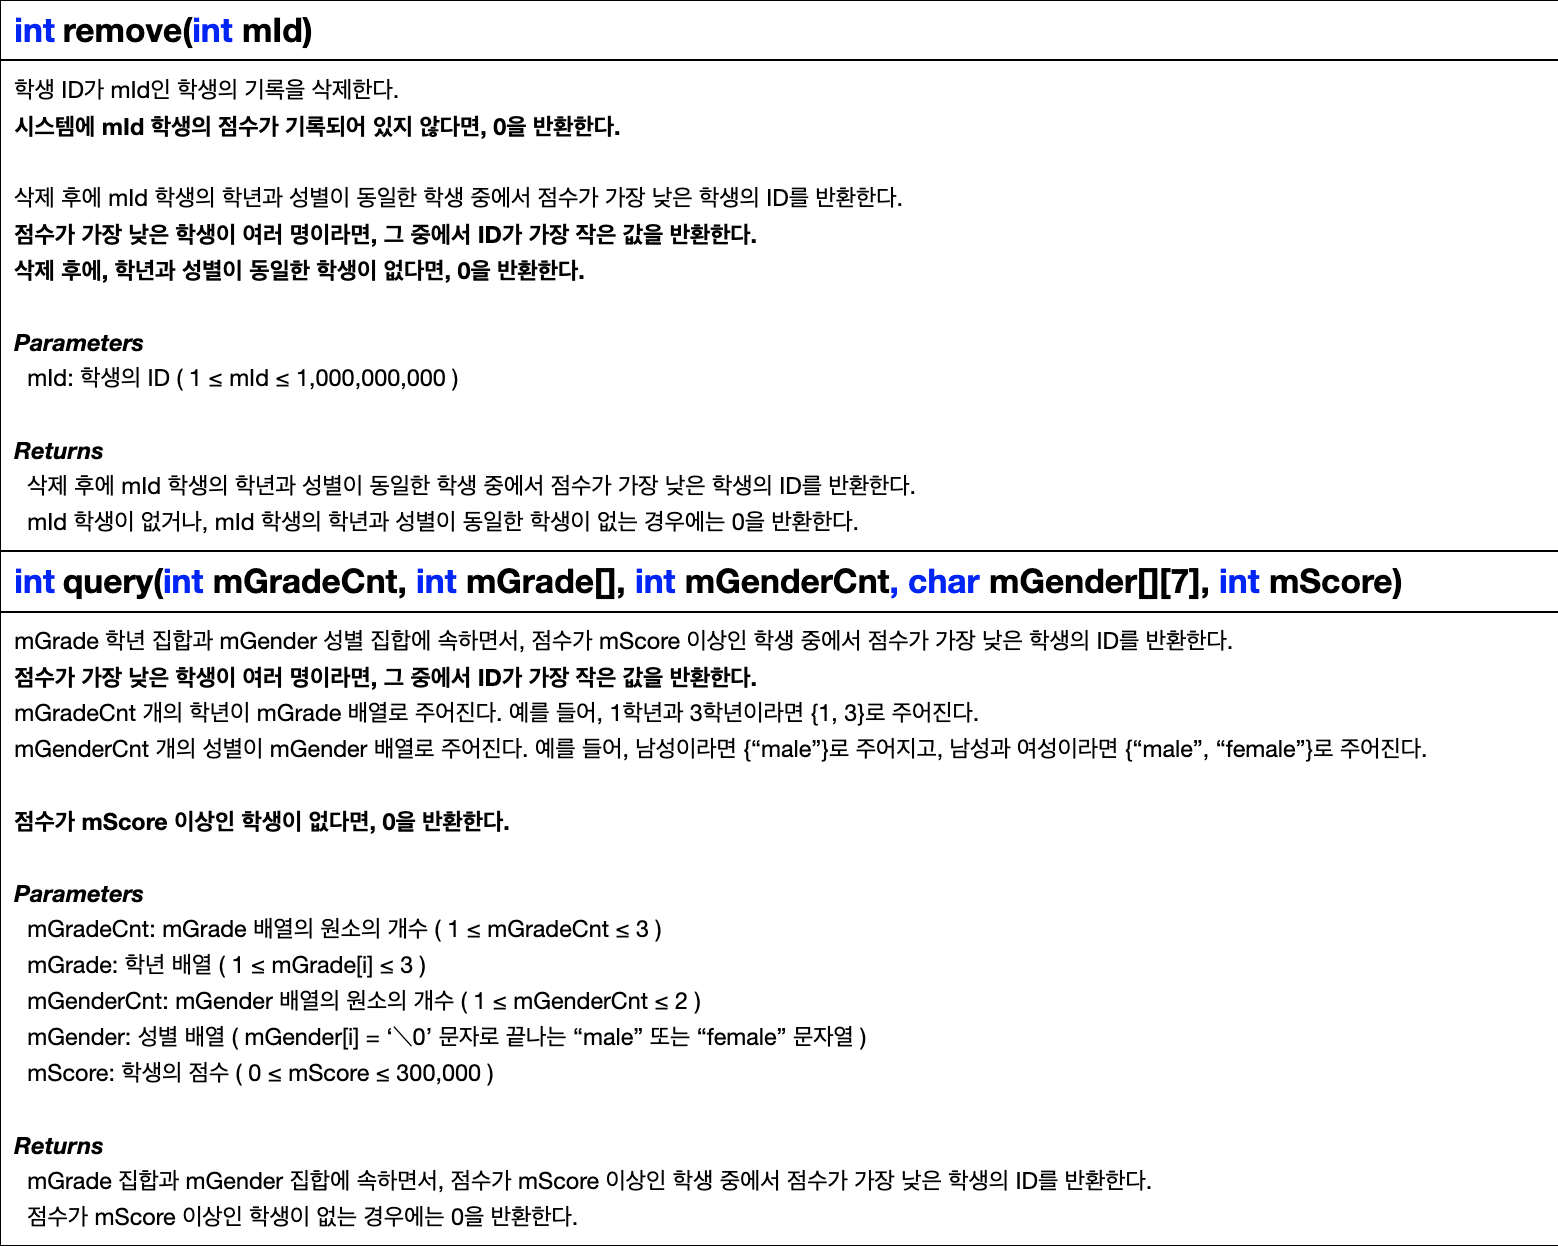 int remove(int mId)
학생 ID가 mId인 학생의 기록을 삭제한다.
시스템에 mId 학생의 점수가 기록되어 있지 않다면, 0을 반환한다.
삭제 후에 mId 학생의 학년과 성별이 동일한 학생 중에서 점수가 가장 낮은 학생의 ID를 반환한다.
점수가 가장 낮은 학생이 여러 명이라면, 그 중에서 ID가 가장 작은 값을 반환한다.
삭제 후에, 학년과 성별이 동일한 학생이 없다면, 0을 반환한다.
Parameters
mId: 학생의 ID ( 1 ≤ mId ≤ 1,000,000,000 )
Returns
삭제 후에 mId 학생의 학년과 성별이 동일한 학생 중에서 점수가 가장 낮은 학생의 ID를 반환한다.
mId 학생이 없거나, mId 학생의 학년과 성별이 동일한 학생이 없는 경우에는 0을 반환한다.
int query(int mGradeCnt, int mGrade[], int mGenderCnt, char mGender[][7], int mScore)
mGrade 학년 집합과 mGender 성별 집합에 속하면서, 점수가 mScore 이상인 학생 중에서 점수가 가장 낮은 학생의 ID를 반환한다.
점수가 가장 낮은 학생이 여러 명이라면, 그 중에서 ID가 가장 작은 값을 반환한다.
mGradeCnt 개의 학년이 mGrade 배열로 주어진다. 예를 들어, 1학년과 3학년이라면 {1, 3}로 주어진다.
mGenderCnt 개의 성별이 mGender 배열로 주어진다. 예를 들어, 남성이라면 {“male”}로 주어지고, 남성과 여성이라면 {“male”, “female”}로 주어진다.
점수가 mScore 이상인 학생이 없다면, 0을 반환한다.
Parameters
mGradeCnt: mGrade 배열의 원소의 개수 ( 1 ≤ mGradeCnt ≤ 3 )
mGrade: 학년 배열 ( 1 ≤ mGrade[i] ≤ 3 )
mGenderCnt: mGender 배열의 원소의 개수 ( 1 ≤ mGenderCnt ≤ 2 )
mGender: 성별 배열 ( mGender[i] = ‘＼0’ 문자로 끝나는 “male” 또는 “female” 문자열 )
mScore: 학생의 점수 ( 0 ≤ mScore ≤ 300,000 )
Returns
mGrade 집합과 mGender 집합에 속하면서, 점수가 mScore 이상인 학생 중에서 점수가 가장 낮은 학생의 ID를 반환한다.
점수가 mScore 이상인 학생이 없는 경우에는 0을 반환한다.